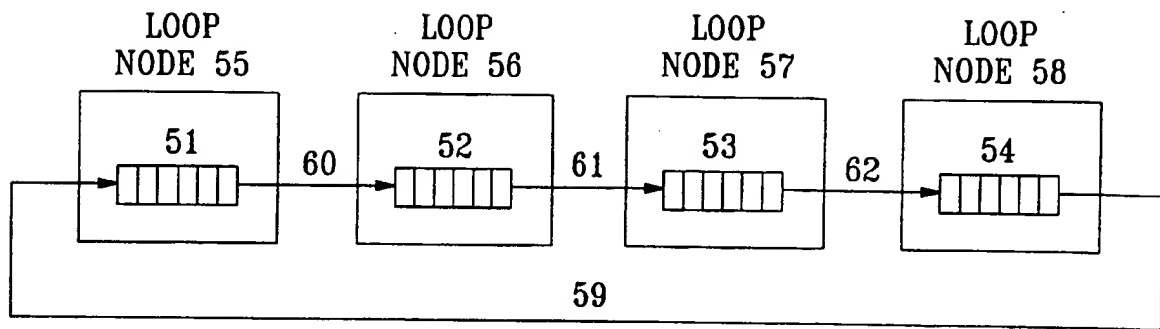 LOOP
NODE 55
LOOP
NODE 56
LOOP
NODE 57
LOOP
NODE 58
51
60
52
61
53
62
54
59